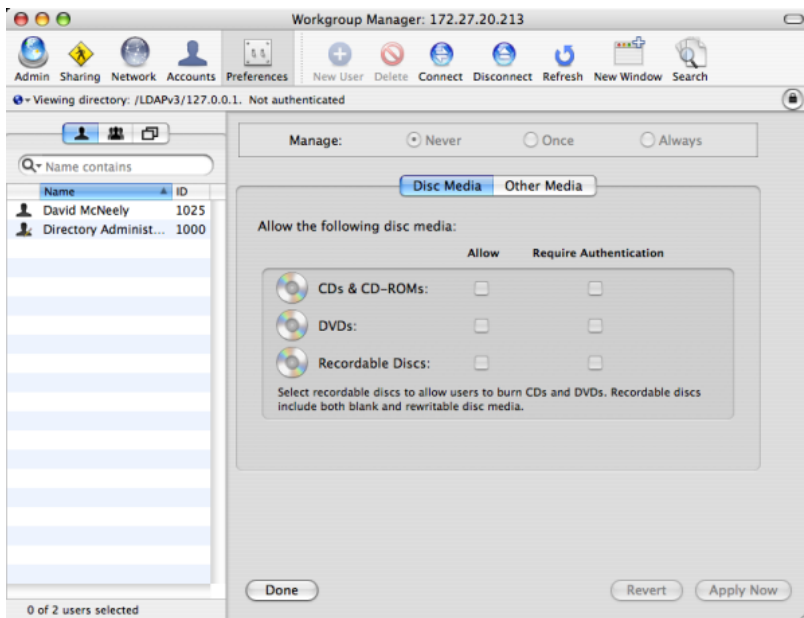 Workgroup Manager: 172.27.20.213
Admin Sharing Network Accounts Preferences New User Delete Connect Disconnect Refresh New Window Search
Viewing directory: /LDAPv3/127.0.0.1. Not authenticated
Name contains
Name ID
David McNeely 1025
Directory Administ... 1000
0 of 2 users selected
Manage: Never Once Always
Disc Media Other Media
Allow the following disc media:
Allow Require Authentication
CDs & CD-ROMs:
DVDs:
Recordable Discs:
Select recordable discs to allow users to burn CDs and DVDs. Recordable discs
include both blank and rewritable disc media.
Done Revert Apply Now